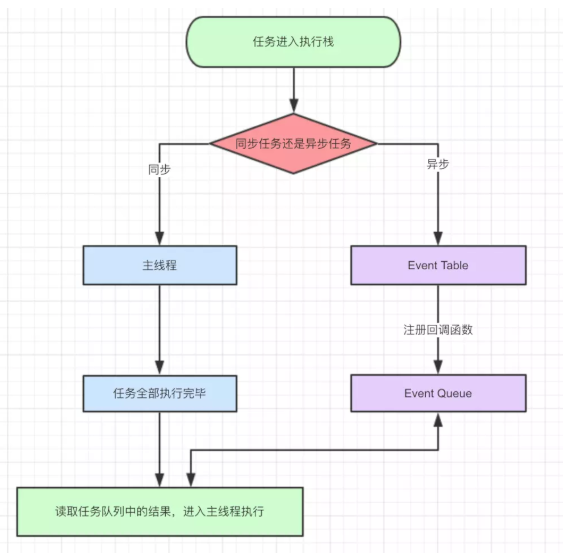 任务进入执行栈
同步任务还是异步任务
同步
异步
主线程
Event Table
注册回调函数
任务全部执行完毕
Event Queue
读取任务队列中的结果，进入主线程执行